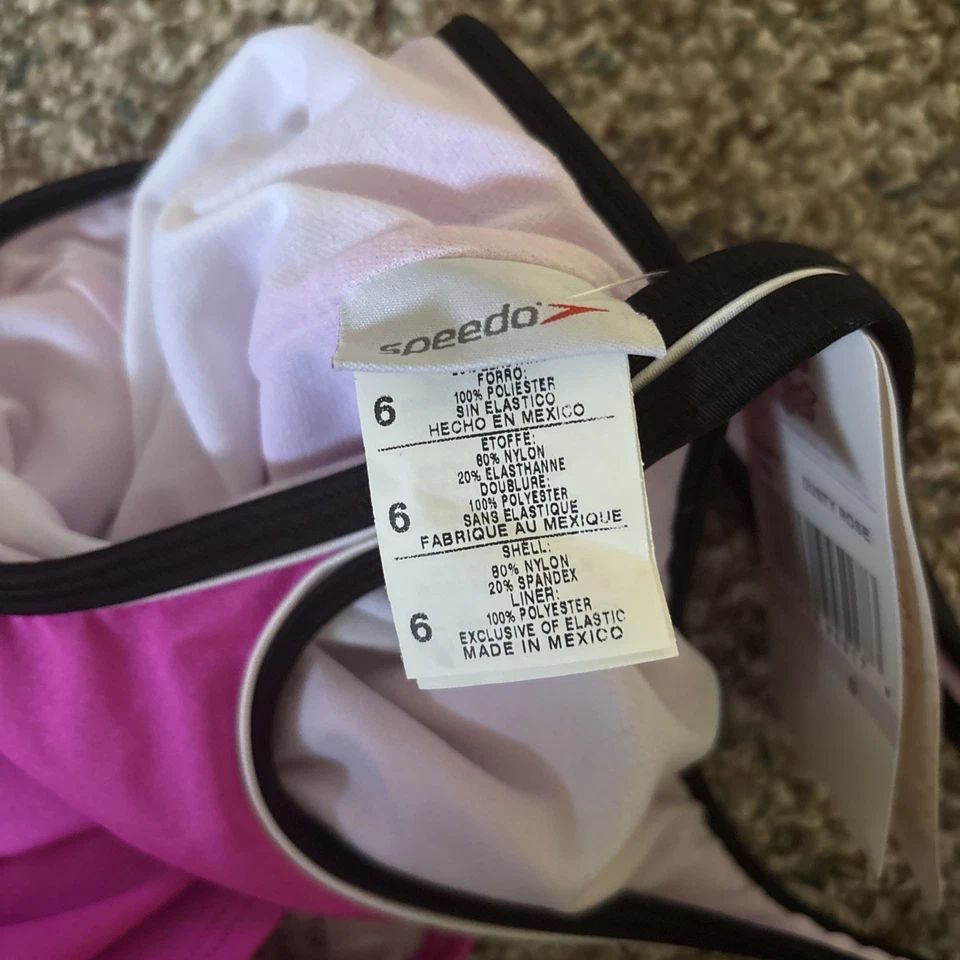 speedo
6
FORRO:
100% POLIESTER
SIN ELASTICO
HECHO EN MEXICO
6
ETOFFE:
80% NYLON
20% ELASTHANNE
DOUBLURE:
100% POLYESTER
SANS ELASTIQUE
FABRIQUE AU MEXIQUE
6
SHELL:
80% NYLON
20% SPANDEX
LINER:
100% POLYESTER
EXCLUSIVE OF ELASTIC
MADE IN MEXICO
DUSTY ROSE